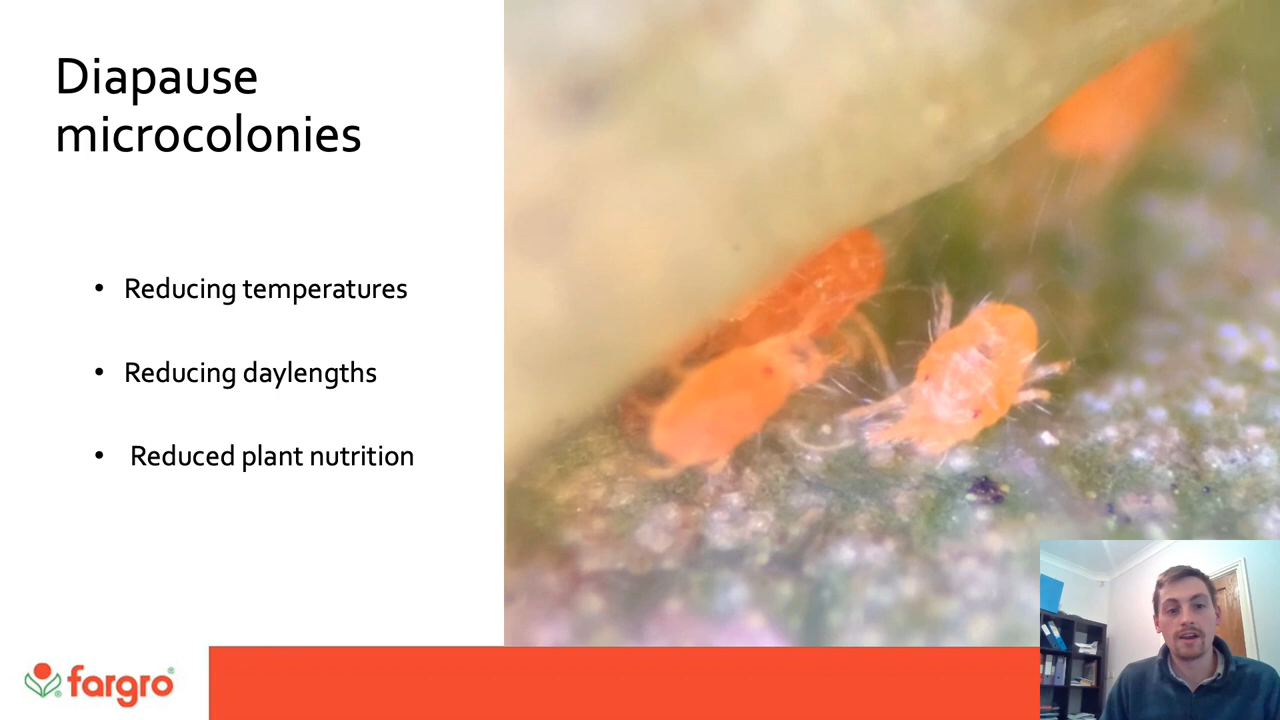 Diapause
microcolonies
• Reducing temperatures
• Reducing daylengths
• Reduced plant nutrition
fargro®